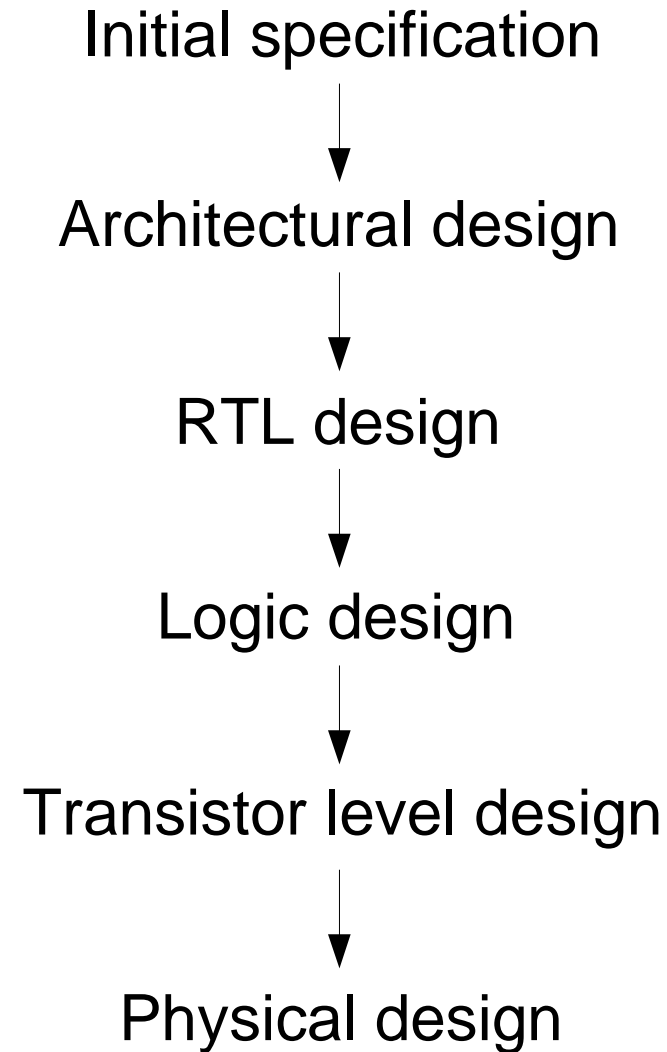 Initial specification
Architectural design
RTL design
Logic design
Transistor level design
Physical design